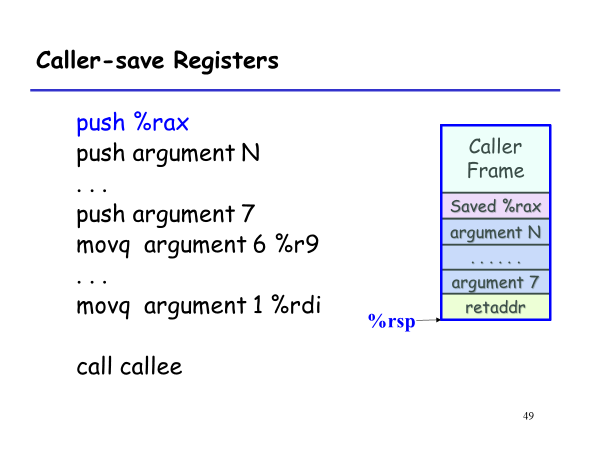 Caller-save Registers
push %rax
push argument N
. . .
push argument 7
movq argument 6 %r9
. . .
movq argument 1 %rdi
call callee
Caller
Frame
Saved %rax
argument N
. . . . . .
argument 7
retaddr
%rsp
49